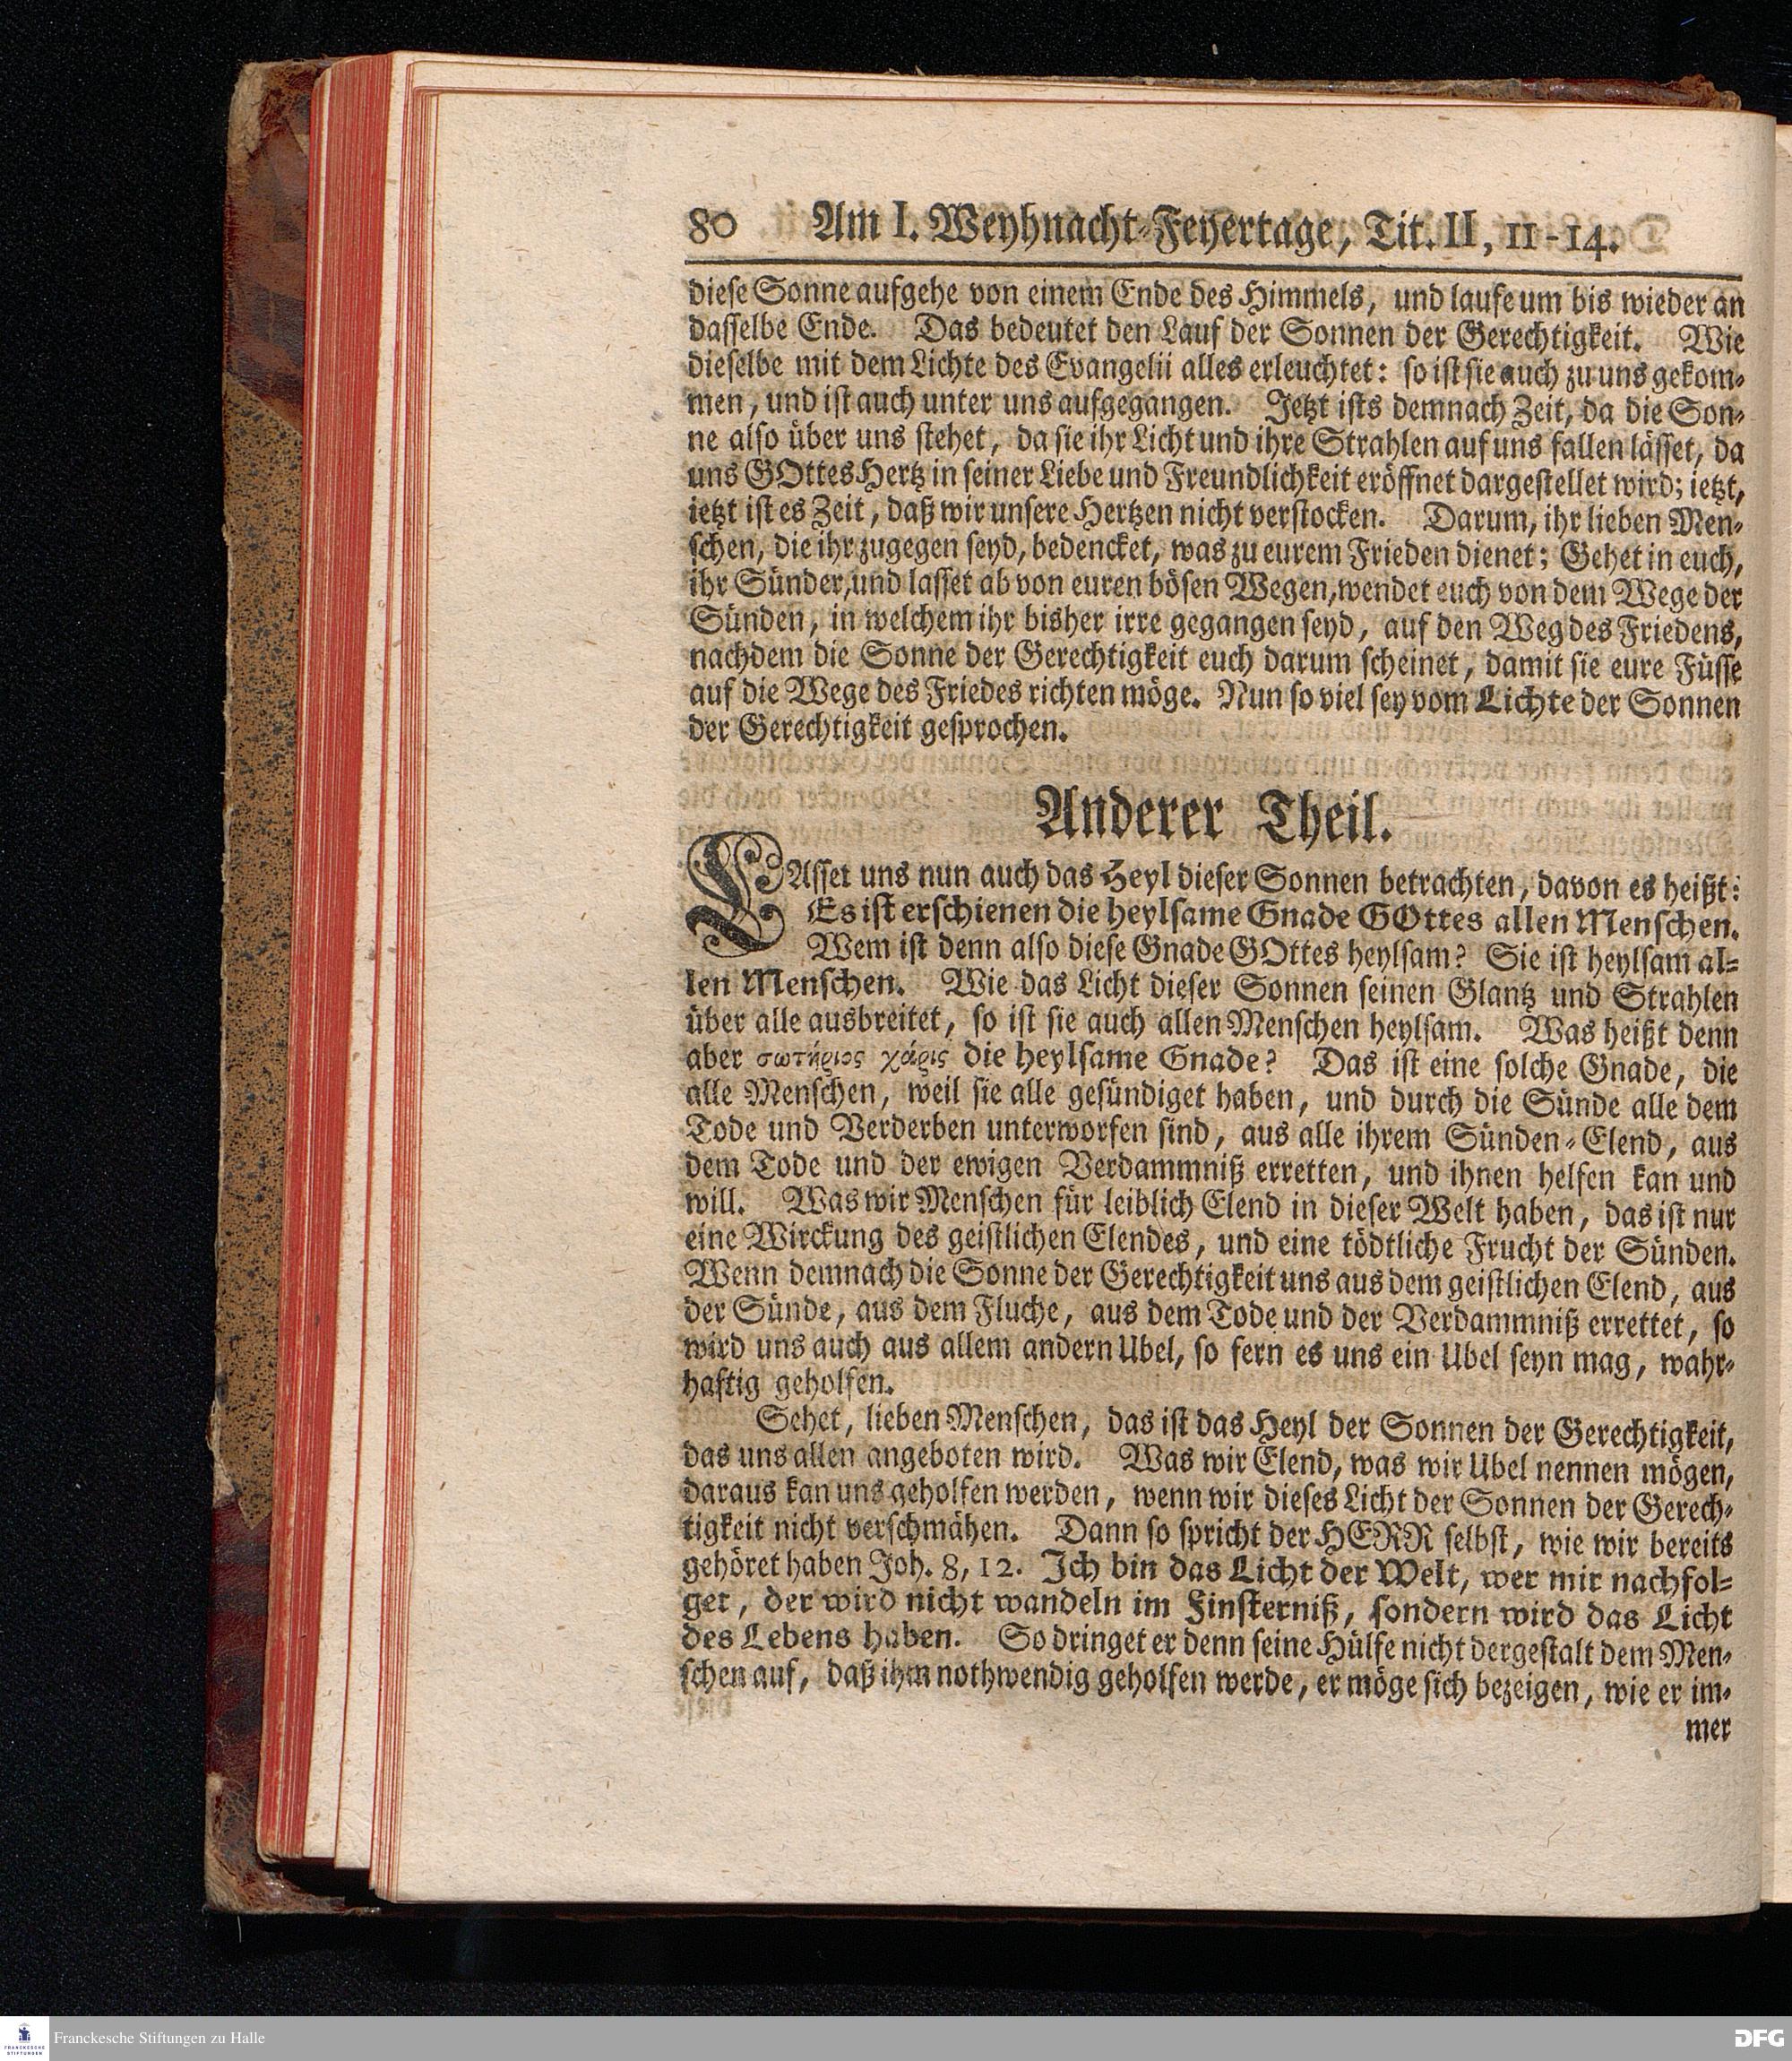 80 Am I. Weyhnacht-Feyertage, Tit. II, 11-14.
diese Sonne aufgehe von einem Ende des Himmels, und laufe um bis wieder an
dasselbe Ende. Das bedeutet den Lauf der Sonnen der Gerechtigkeit. Wie
dieselbe mit dem Lichte des Evangelii alles erleuchtet: so ist sie auch zu uns gekom-
men, und ist auch unter uns aufgegangen. Jetzt ists demnach Zeit, da die Son-
ne also über uns stehet, da sie ihr Licht und ihre Strahlen auf uns fallen lässet, da
uns GOttes Hertz in seiner Liebe und Freundlichkeit eröffnet dargestellet wird; ietzt,
ietzt ist es Zeit, daß wir unsere Hertzen nicht verstocken. Darum, ihr lieben Men-
schen, die ihr zugegen seyd, bedencket, was zu eurem Frieden dienet; Gehet in euch,
ihr Sünder, und lasset ab von euren bösen Wegen, wendet euch von dem Wege der
Sünden, in welchem ihr bisher irre gegangen seyd, auf den Weg des Friedens,
nachdem die Sonne der Gerechtigkeit euch darum scheinet, damit sie eure Füsse
auf die Wege des Friedes richten möge. Nun so viel sey vom Lichte der Sonnen
der Gerechtigkeit gesprochen.
Anderer Theil.
LAsset uns nun auch das Heyl dieser Sonnen betrachten, davon es heißt:
Es ist erschienen die heylsame Gnade GOttes allen Menschen.
Wem ist denn also diese Gnade GOttes heylsam? Sie ist heylsam al-
len Menschen. Wie das Licht dieser Sonnen seinen Glantz und Strahlen
über alle ausbreitet, so ist sie auch allen Menschen heylsam. Was heißt denn
aber σωτήριος χάρις die heylsame Gnade? Das ist eine solche Gnade, die
alle Menschen, weil sie alle gesündiget haben, und durch die Sünde alle dem
Tode und Verderben unterworfen sind, aus alle ihrem Sünden-Elend, aus
dem Tode und der ewigen Verdammniß erretten, und ihnen helfen kan und
will. Was wir Menschen für leiblich Elend in dieser Welt haben, das ist nur
eine Wirckung des geistlichen Elendes, und eine tödtliche Frucht der Sünden.
Wenn demnach die Sonne der Gerechtigkeit uns aus dem geistlichen Elend, aus
der Sünde, aus dem Fluche, aus dem Tode und der Verdammniß errettet, so
wird uns auch aus allem andern Ubel, so fern es uns ein Ubel seyn mag, wahr-
haftig geholfen.
Sehet, lieben Menschen, das ist das Heyl der Sonnen der Gerechtigkeit,
das uns allen angeboten wird. Was wir Elend, was wir Ubel nennen mögen,
daraus kan uns geholfen werden, wenn wir dieses Licht der Sonnen der Gerech-
tigkeit nicht verschmähen. Dann so spricht der HERR selbst, wie wir bereits
gehöret haben Joh. 8, 12. Ich bin das Licht der Welt, wer mir nachfol-
get, der wird nicht wandeln im Finsterniß, sondern wird das Licht
des Lebens haben. So dringet er denn seine Hülfe nicht dergestalt dem Men-
schen auf, daß ihm nothwendig geholfen werde, er möge sich bezeigen, wie er im-
mer
FRANCKESCHE
STIFTUNGEN
Franckesche Stiftungen zu Halle
DFG